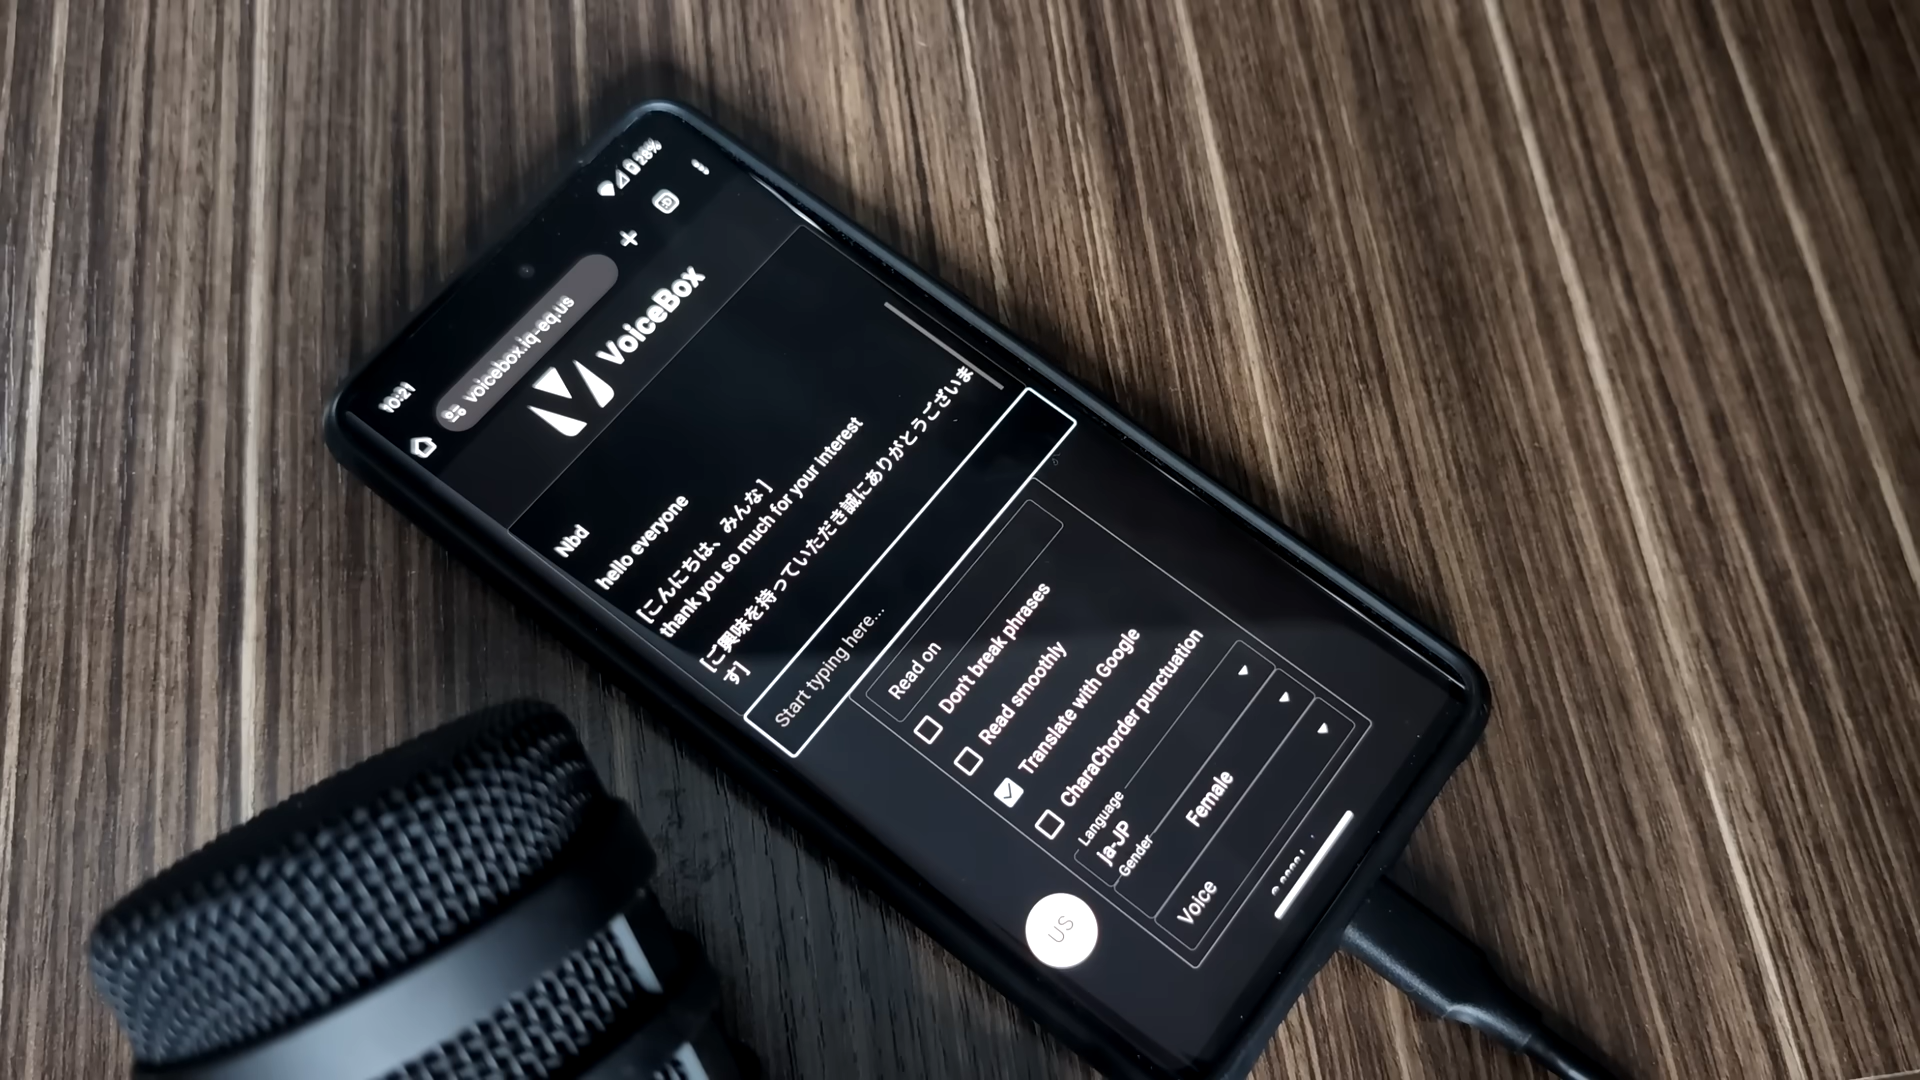 10:21
28%
voicebox.iq-eq.us
:D
VoiceBox
Nbd
hello everyone
[こんにちは、みんな ]
thank you so much for your interest
[ご興味を持っていただき誠にありがとうございま
す]
Start typing here...
Read on
Don't break phrases
Read smoothly
Translate with Google
CharaChorder punctuation
Language
ja-JP
Gender
Female
Voice
US